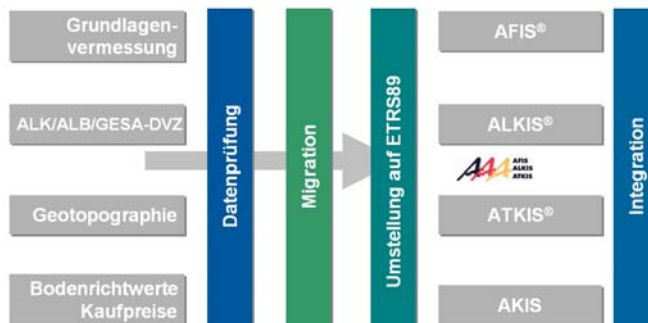 Grundlagen-
vermessung
ALK/ALB/GESA-DVZ
Geotopographie
Bodenrichtwerte
Kaufpreise
Datenprüfung
Migration
Umstellung auf ETRS89
AFIS®
ALKIS®
AAA
AFIS
ALKIS
ATKIS
ATKIS®
AKIS
Integration